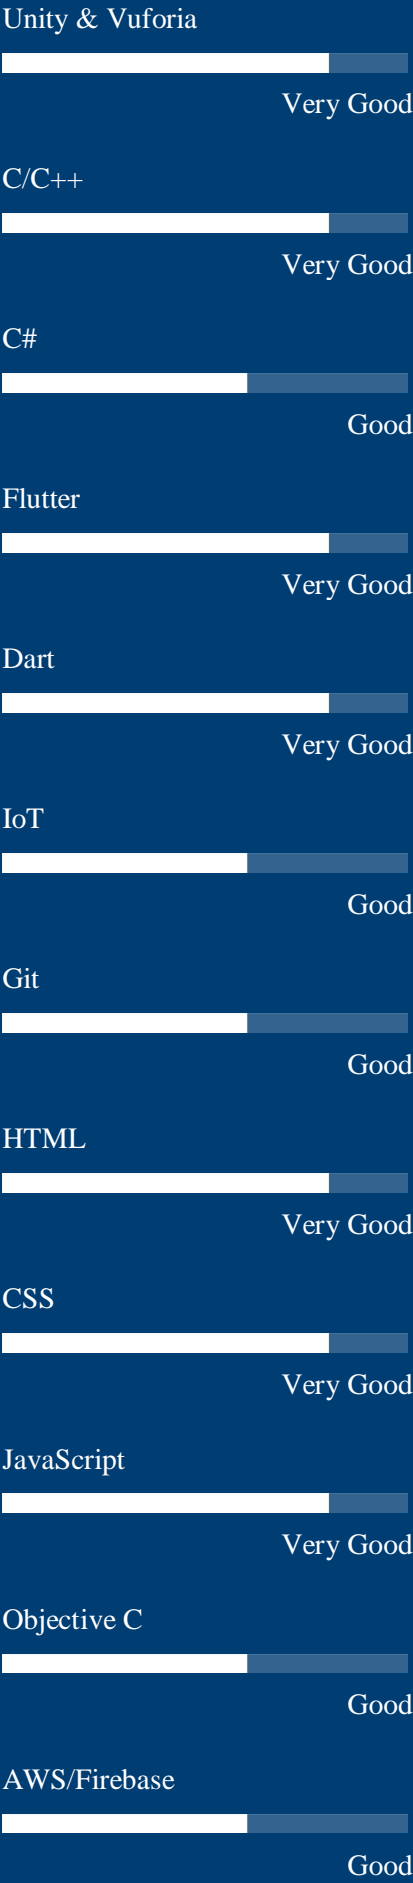 Unity & Vuforia
Very Good
C/C++
Very Good
C#
Good
Flutter
Very Good
Dart
Very Good
IoT
Good
Git
Good
HTML
Very Good
CSS
Very Good
JavaScript
Very Good
Objective C
Good
AWS/Firebase
Good